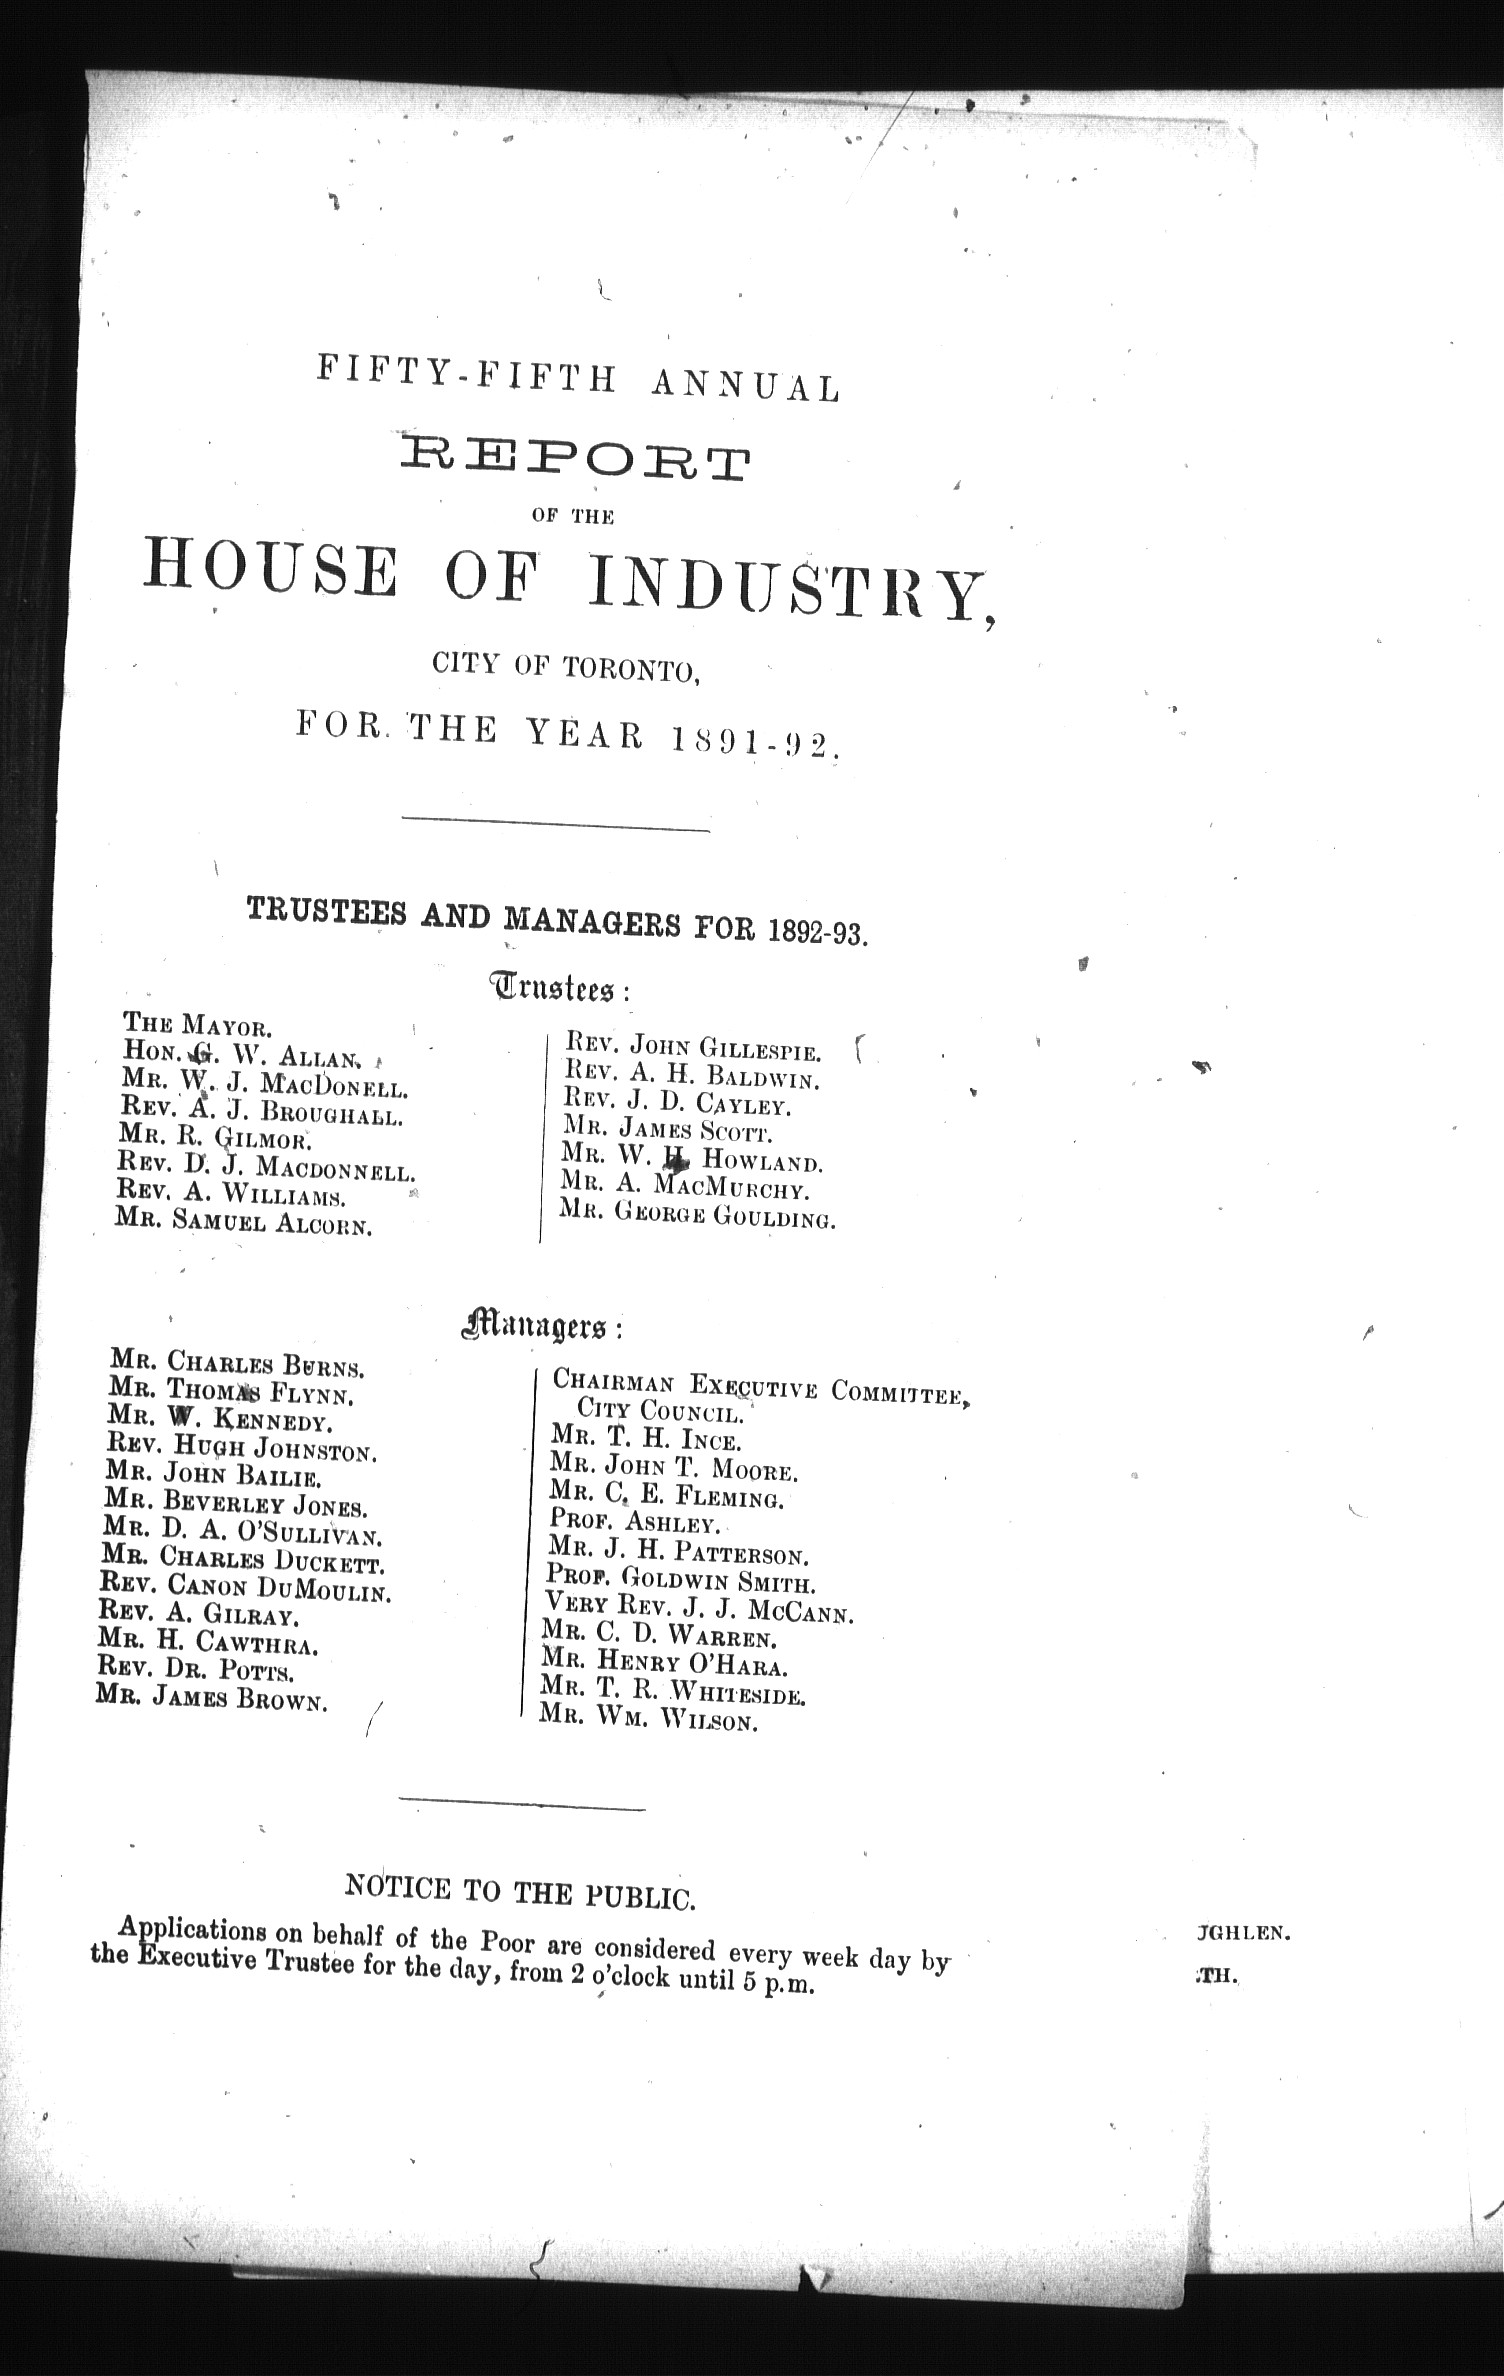 FIFTY-FIFTH ANNUAL
REPORT
OF THE
HOUSE OF INDUSTRY,
CITY OF TORONTO,
FOR THE YEAR 1891-92.
TRUSTEES AND MANAGERS FOR 1892-93.
Trustees:
THE MAYOR.
HON. G. W. ALLAN.
MR. W. J. MACDONELL.
REV. A. J. BROUGHALL.
MR. R. GILMOR.
REV. D. J. MACDONNELL.
REV. A. WILLIAMS.
MR. SAMUEL ALCORN.
REV. JOHN GILLESPIE.
REV. A. H. BALDWIN.
REV. J. D. CAYLEY.
MR. JAMES SCOTT.
MR. W. H. HOWLAND.
MR. A. MACMURCHY.
MR. GEORGE GOULDING.
Managers:
MR. CHARLES BURNS.
MR. THOMAS FLYNN.
MR. W. KENNEDY.
REV. HUGH JOHNSTON.
MR. JOHN BAILIE.
MR. BEVERLEY JONES.
MR. D. A. O'SULLIVAN.
MR. CHARLES DUCKETT.
REV. CANON DUMOULIN.
REV. A. GILRAY.
MR. H. CAWTHRA.
REV. DR. POTTS.
MR. JAMES BROWN.
CHAIRMAN EXECUTIVE COMMITTEE,
CITY COUNCIL.
MR. T. H. INCE.
MR. JOHN T. MOORE.
MR. C. E. FLEMING.
PROF. ASHLEY.
MR. J. H. PATTERSON.
PROF. GOLDWIN SMITH.
VERY REV. J. J. MCCANN.
MR. C. D. WARREN.
MR. HENRY O'HARA.
MR. T. R. WHITESIDE.
MR. WM. WILSON.
NOTICE TO THE PUBLIC.
Applications on behalf of the Poor are considered every week day by
the Executive Trustee for the day, from 2 o'clock until 5 p.m.
GHLEN.
TH.